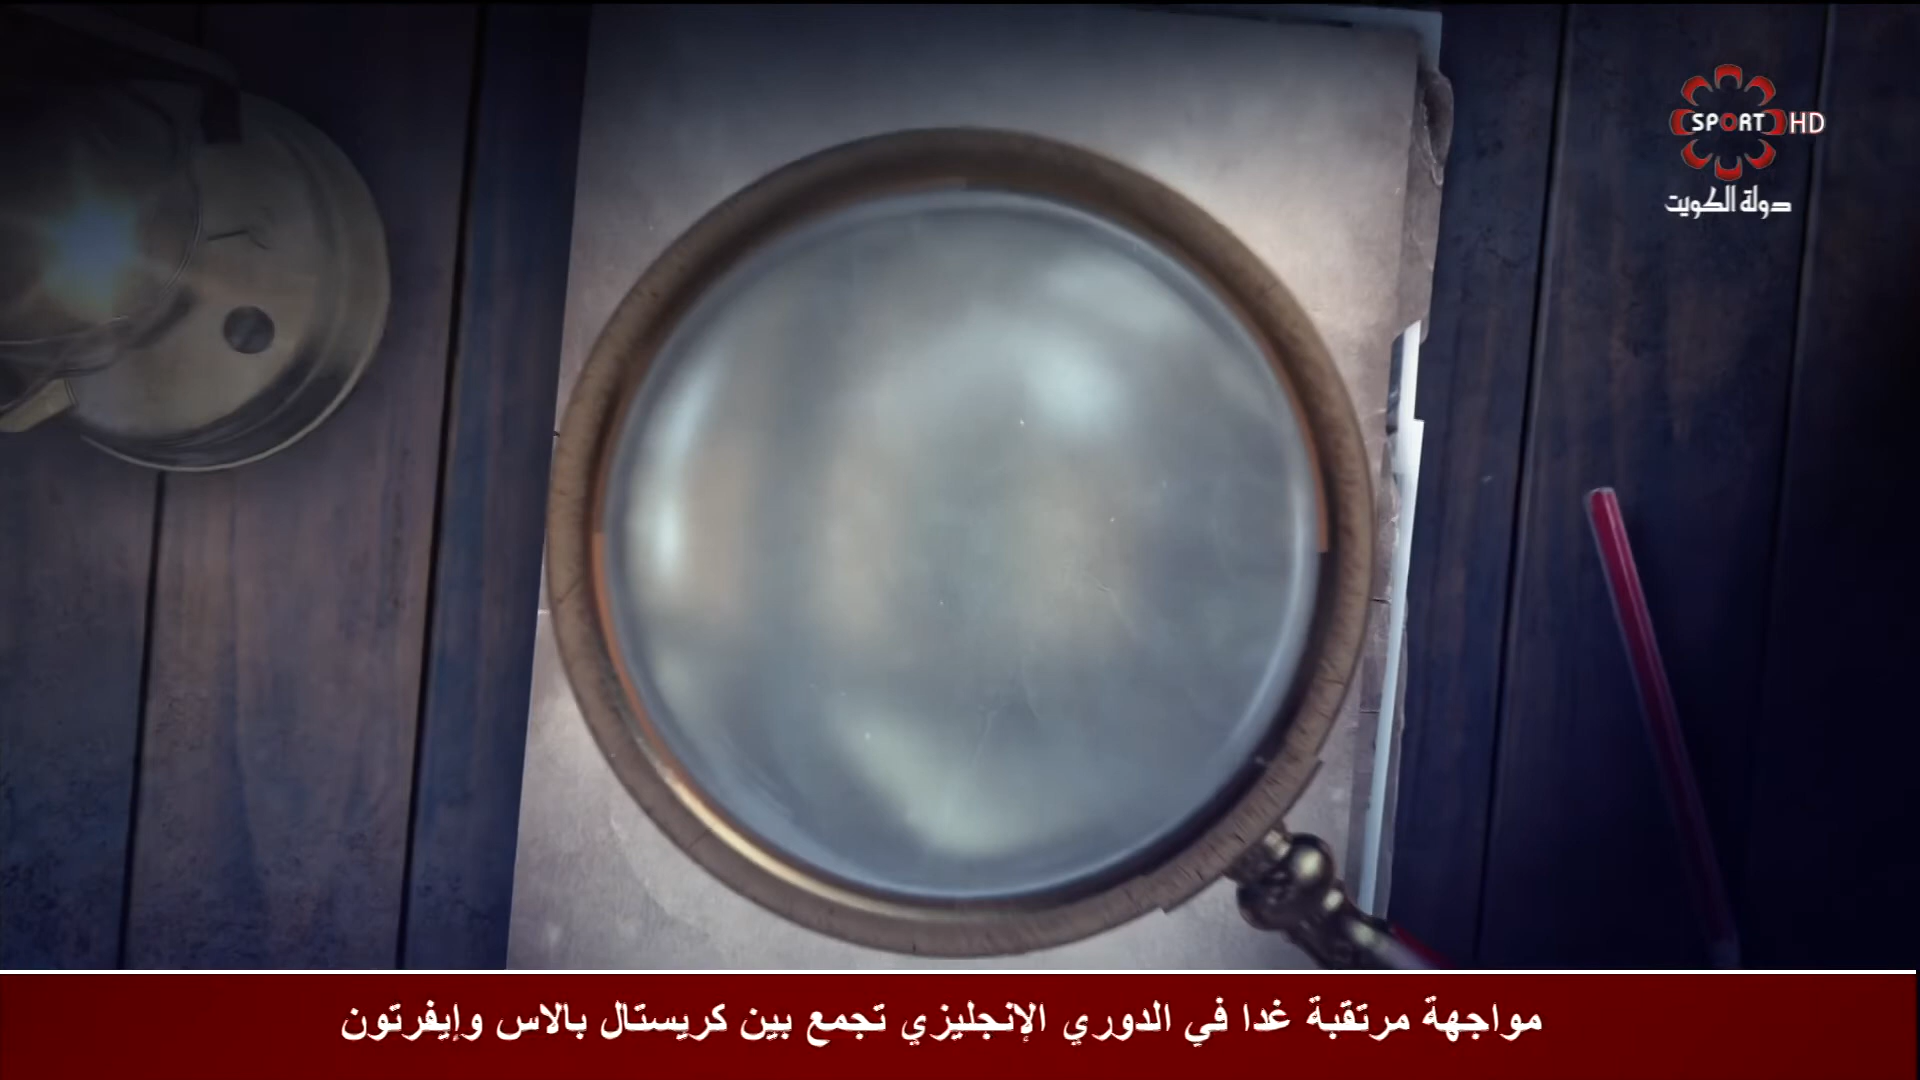 SPORT HD
دولة الكويت
مواجهة مرتقبة غدا في الدوري الإنجليزي تجمع بين كريستال بالاس وإيفرتون